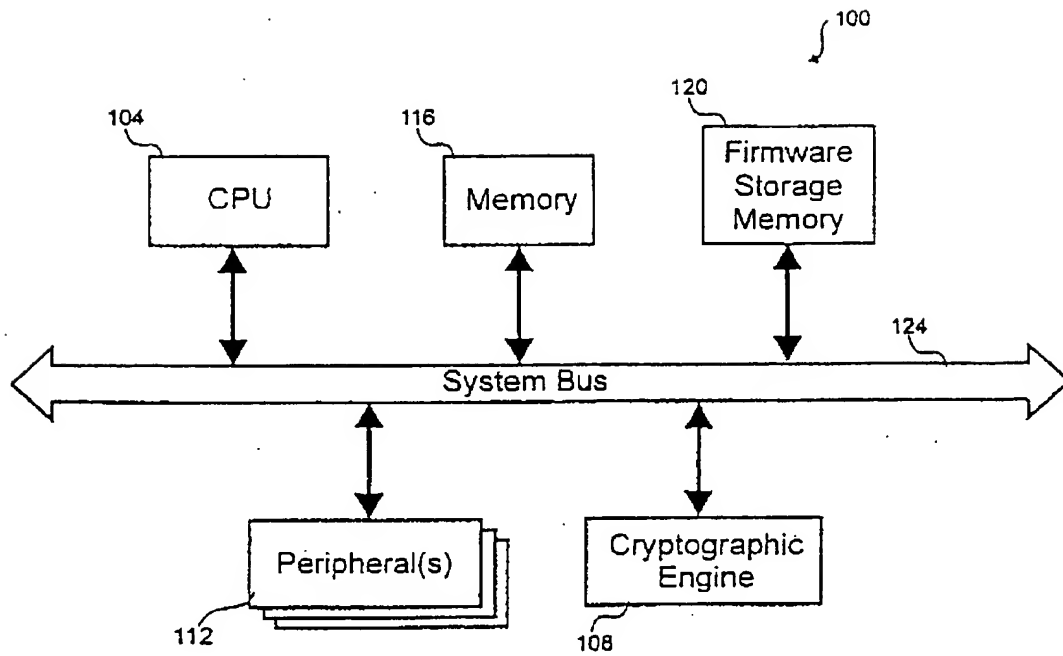 100
104
116
120
CPU
Memory
Firmware
Storage
Memory
124
System Bus
Peripheral(s)
Cryptographic
Engine
112
108